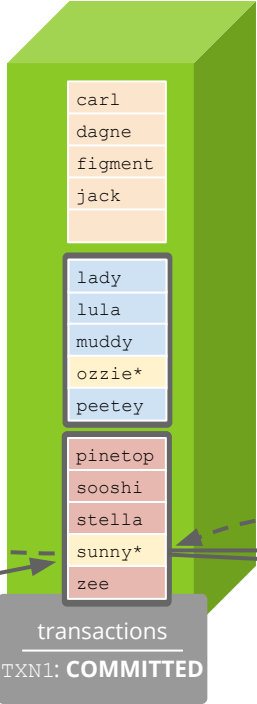 carl
dagne
figment
jack
lady
lula
muddy
ozzie*
peetey
pinetop
sooshi
stella
sunny*
zee
transactions
TXN1: COMMITTED